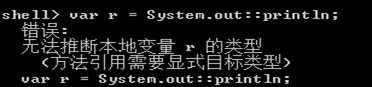 shell> var r = System.out::println;
错误:
无法推断本地变量 r 的类型
(方法引用需要显式目标类型)
var r = System.out::println;